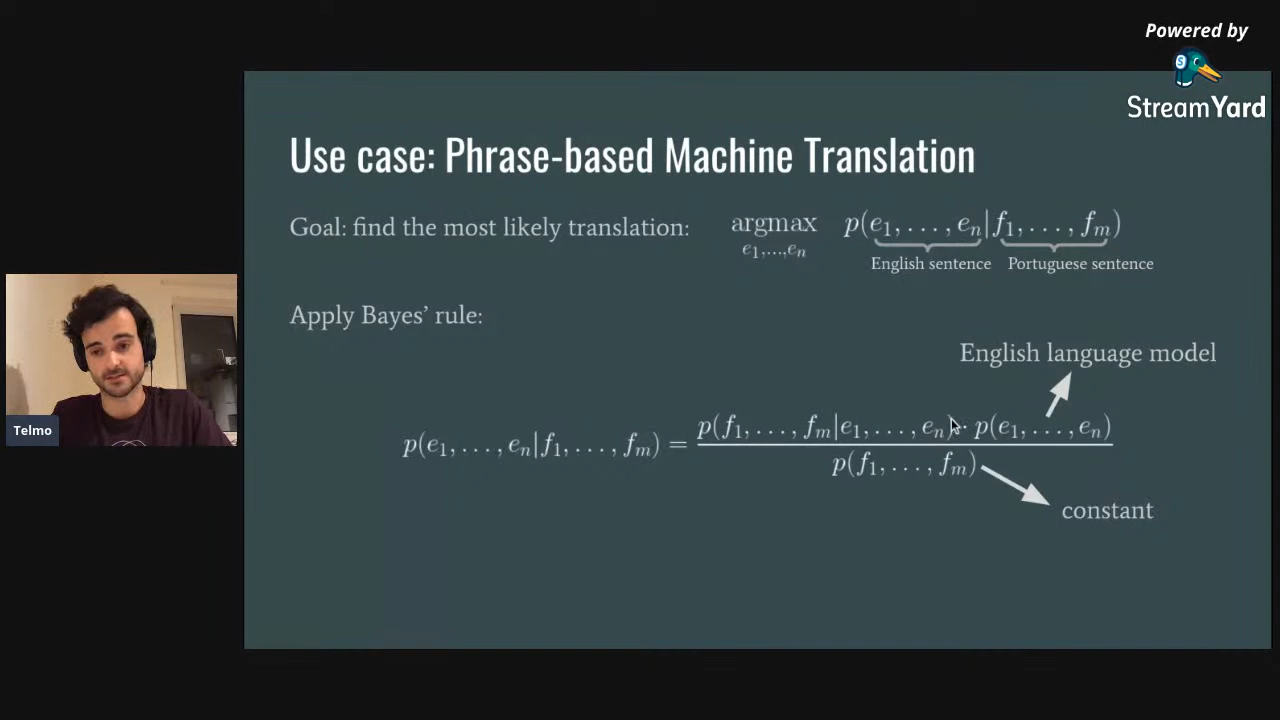 Powered by
StreamYard
Use case: Phrase-based Machine Translation
Goal: find the most likely translation: argmax p(e₁, . . . , eₙ|f₁, . . . , fₘ)
e₁,...,eₙ
English sentence Portuguese sentence
Apply Bayes’ rule:
English language model
p(e₁, . . . , eₙ|f₁, . . . , fₘ) = p(f₁, . . . , fₘ|e₁, . . . , eₙ) · p(e₁, . . . , eₙ)
p(f₁, . . . , fₘ)
constant
Telmo